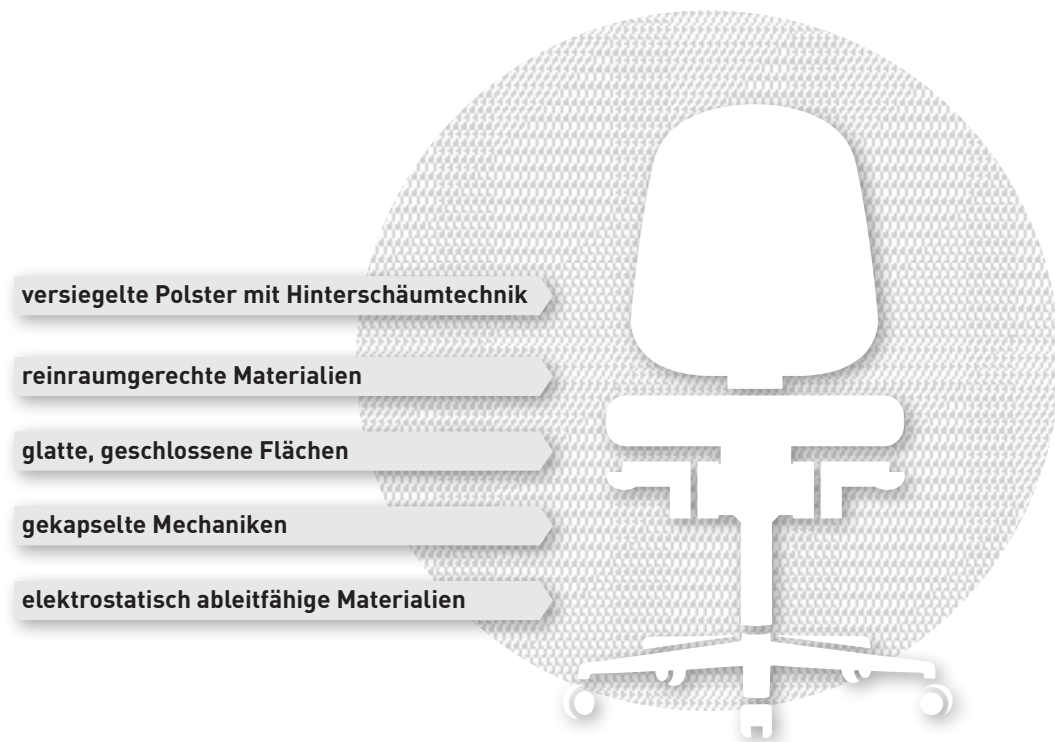 versiegelte Polster mit Hinterschäumtechnik
reinraumgerechte Materialien
glatte, geschlossene Flächen
gekapselte Mechaniken
elektrostatisch ableitfähige Materialien